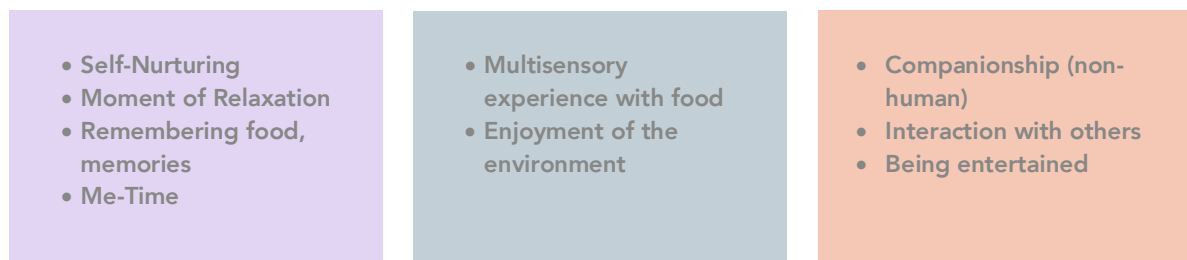 • Self-Nurturing
• Moment of Relaxation
• Remembering food,
memories
• Me-Time
• Multisensory
experience with food
• Enjoyment of the
environment
• Companionship (non-
human)
• Interaction with others
• Being entertained